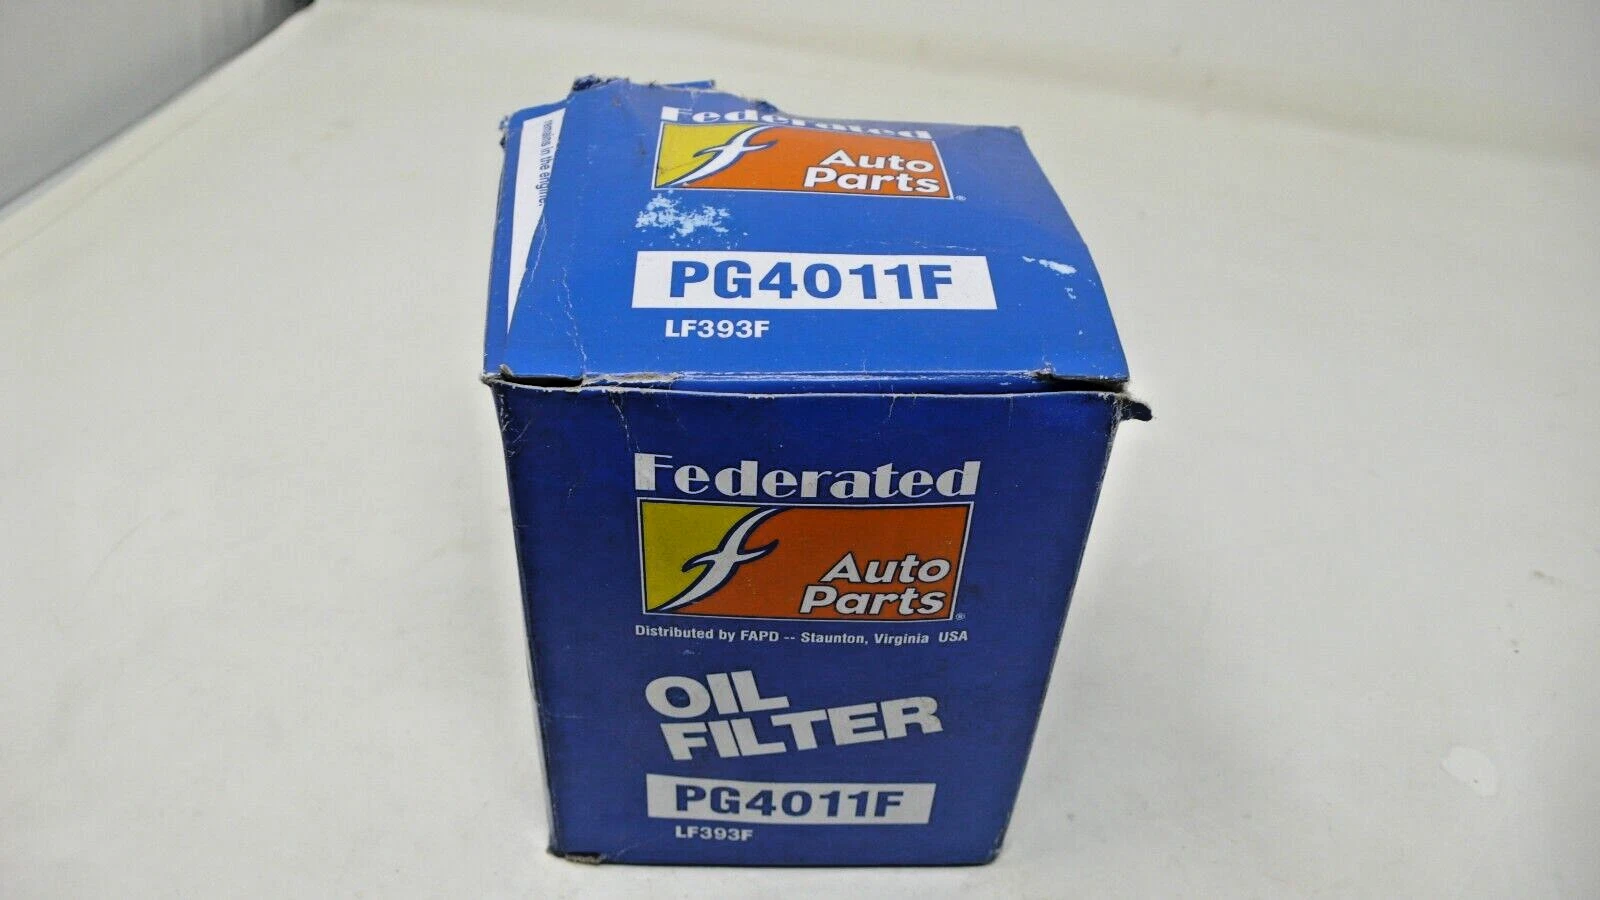 remains in the engine.
Federated
Auto
Parts
®
PG4011F
LF393F
Federated
Auto
Parts
®
Distributed by FAPD -- Staunton, Virginia USA
OIL
FILTER
PG4011F
LF393F